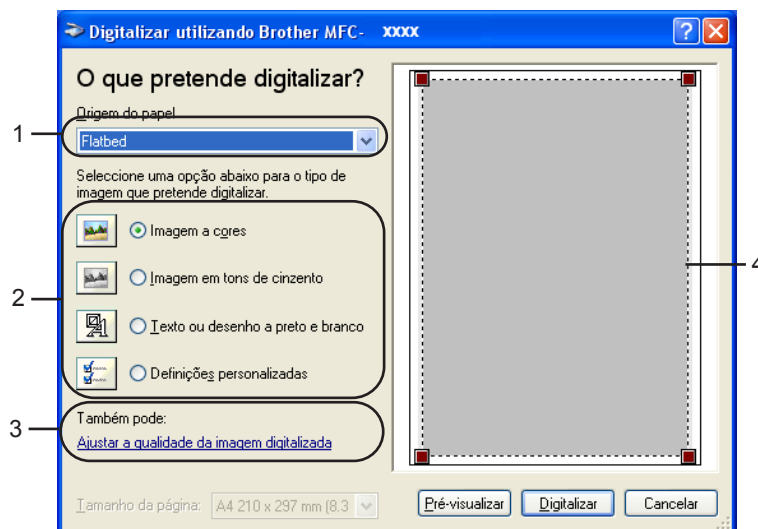 Digitalizar utilizando Brother MFC- xxxx
O que pretende digitalizar?
Origem do papel
1
Flatbed
Seleccione uma opção abaixo para o tipo de
imagem que pretende digitalizar.
Imagem a cores
Imagem em tons de cinzento
2
Texto ou desenho a preto e branco
Definições personalizadas
3
Também pode:
Ajustar a qualidade da imagem digitalizada
Tamanho da página: A4 210 x 297 mm (8.3
4
Pré-visualizar Digitalizar Cancelar